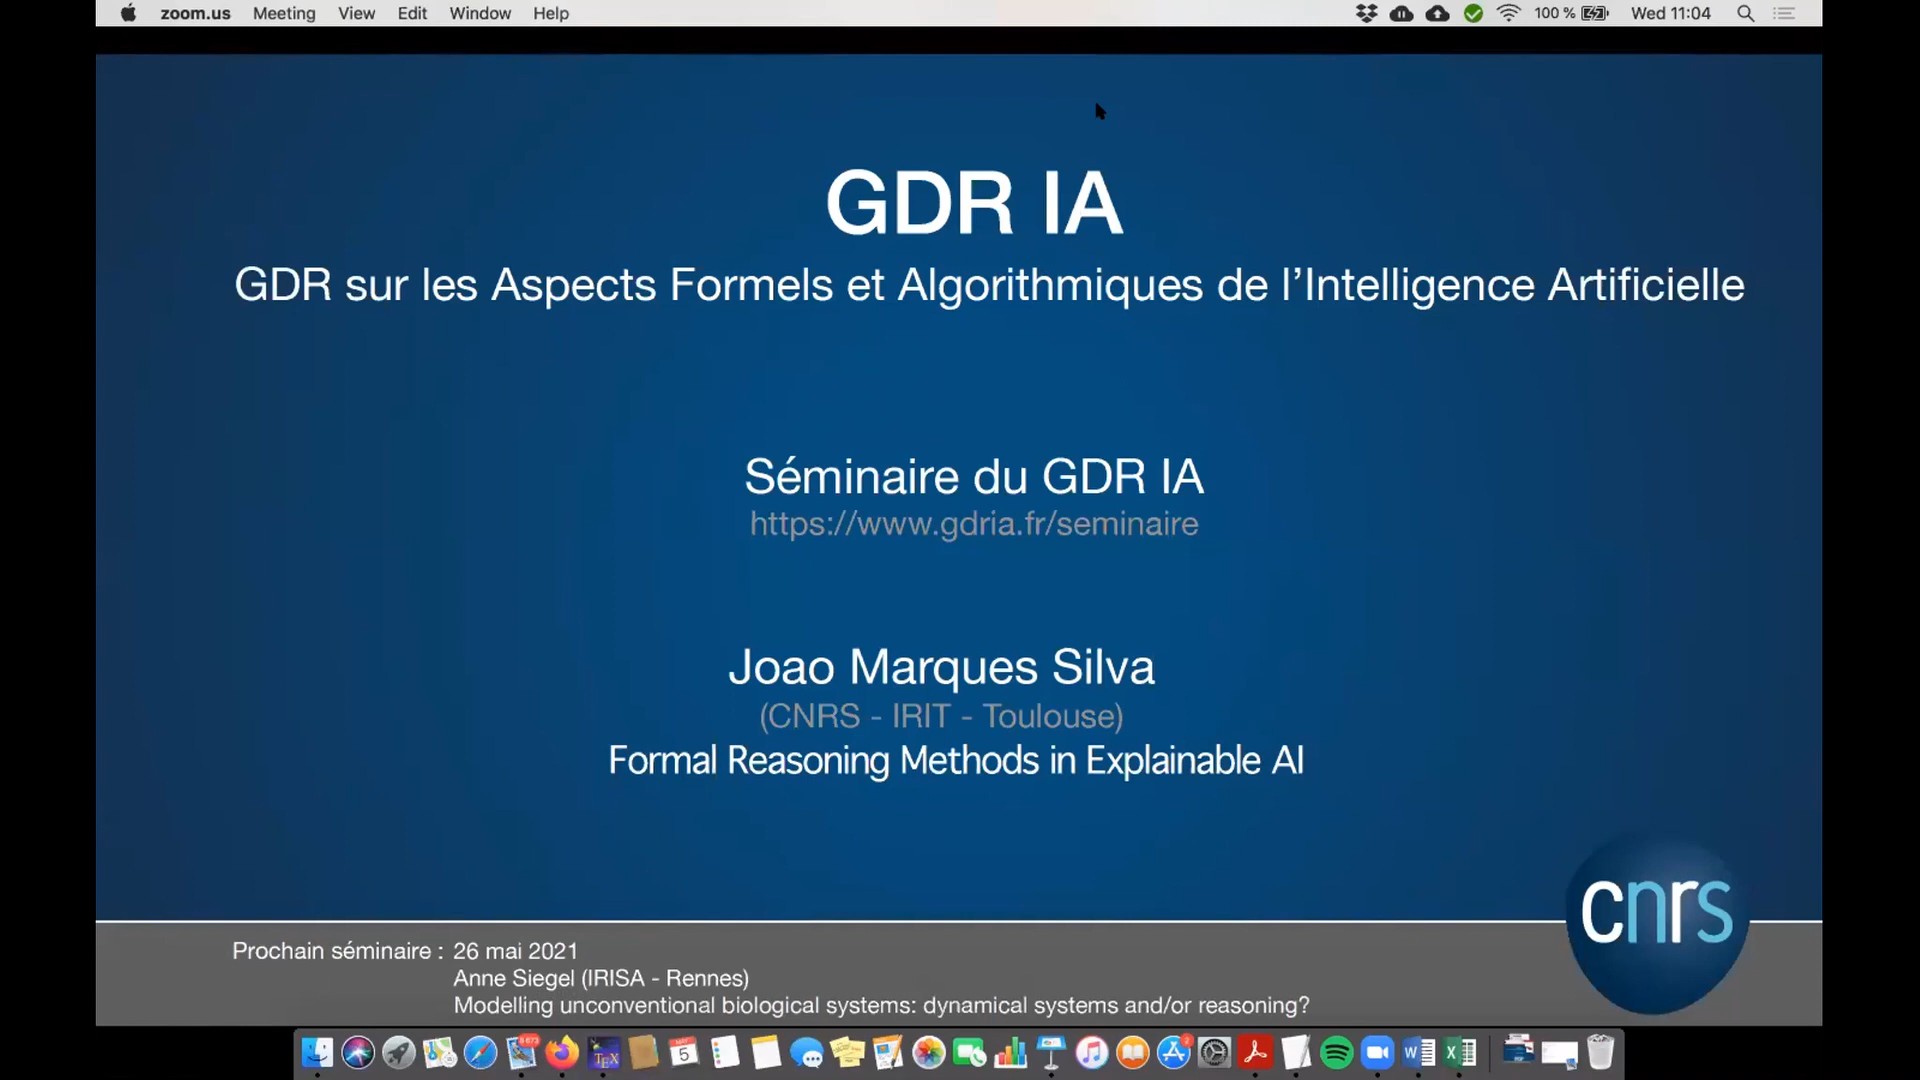 zoom.us Meeting View Edit Window Help 100 % Wed 11:04
GDR IA
GDR sur les Aspects Formels et Algorithmiques de l’Intelligence Artificielle
Séminaire du GDR IA
https://www.gdria.fr/seminaire
Joao Marques Silva
(CNRS - IRIT - Toulouse)
Formal Reasoning Methods in Explainable AI
cnrs
Prochain séminaire : 26 mai 2021
Anne Siegel (IRISA - Rennes)
Modelling unconventional biological systems: dynamical systems and/or reasoning?
TEX 5 2 W X